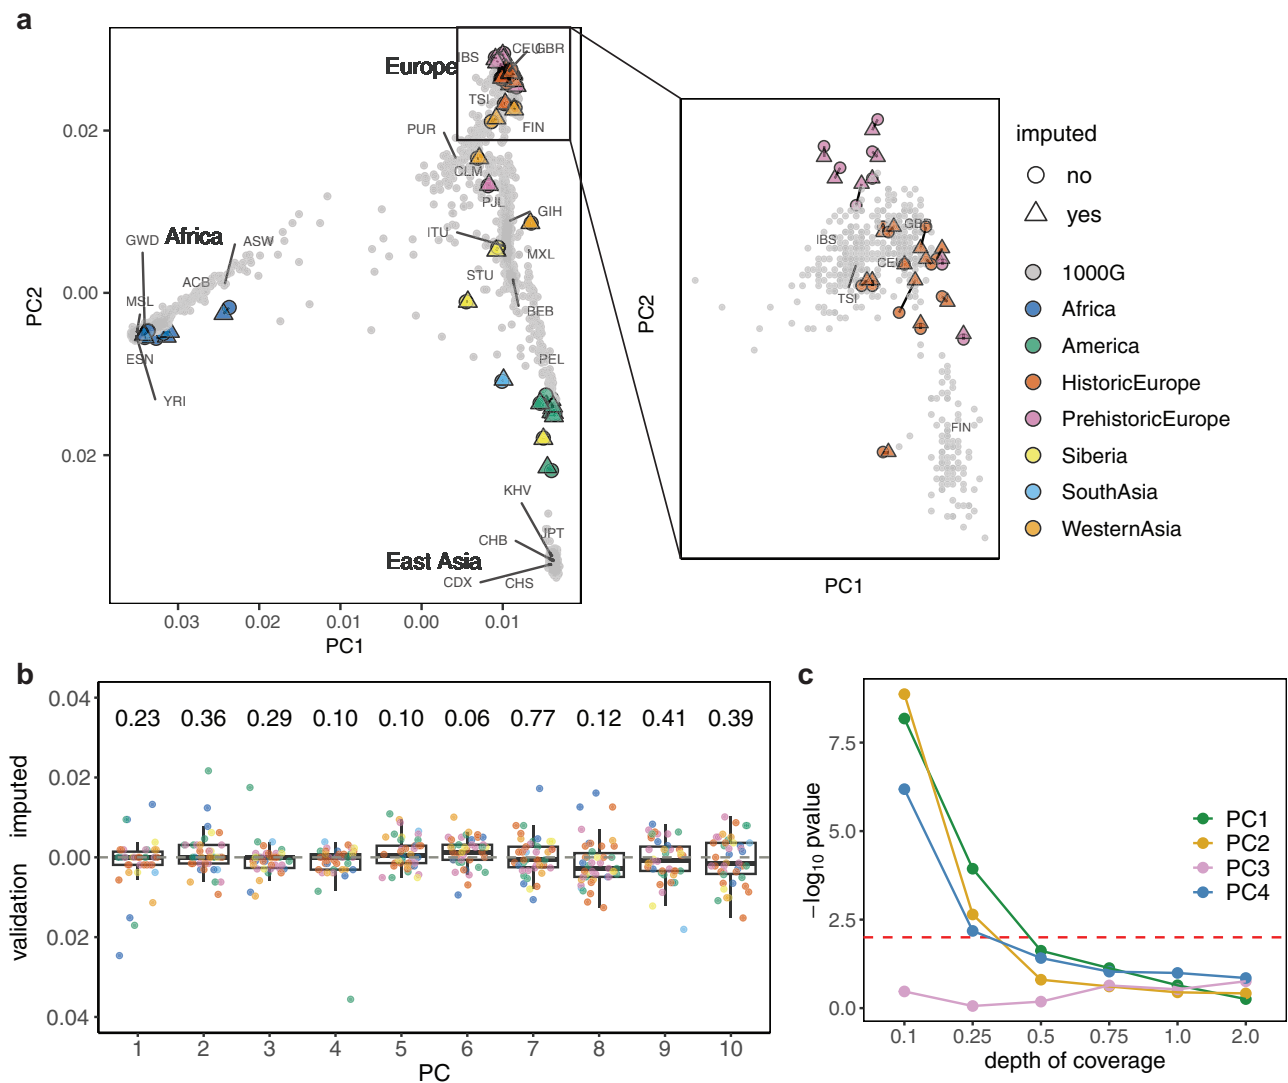 a
Europe
IBS
CEU
GBR
TSI
FIN
PUR
CLM
PJL
GIH
ITU
MXL
STU
BEB
PEL
GWD
Africa
ASW
ACB
MSL
ESN
YRI
KHV
JPT
CHB
East Asia
CDX
CHS
PC2
0.02
0.00
0.02
0.03
0.02
0.01
0.00
0.01
PC1
IBS
GBR
CEU
TSI
FIN
PC2
PC1
imputed
no
yes
1000G
Africa
America
HistoricEurope
PrehistoricEurope
Siberia
SouthAsia
WesternAsia
b
validation imputed
0.04
0.02
0.00
0.02
0.04
0.23 0.36 0.29 0.10 0.10 0.06 0.77 0.12 0.41 0.39
1 2 3 4 5 6 7 8 9 10
PC
c
−log₁₀ pvalue
7.5
5.0
2.5
0.0
PC1
PC2
PC3
PC4
0.1 0.25 0.5 0.75 1.0 2.0
depth of coverage